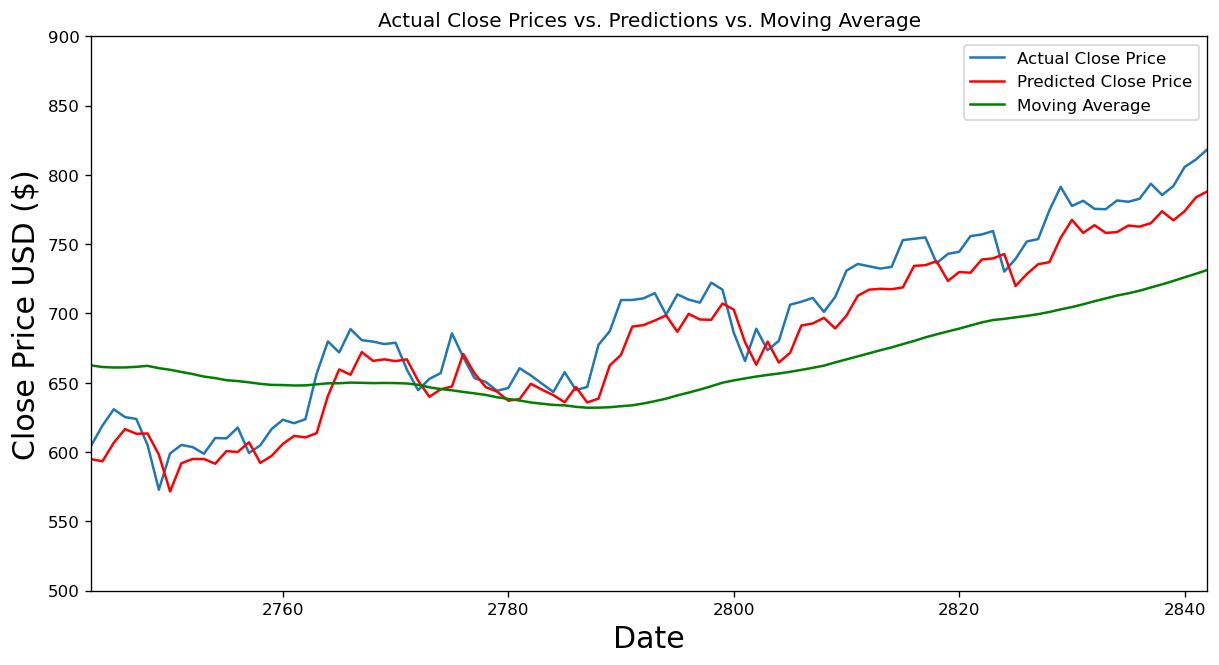 Actual Close Prices vs. Predictions vs. Moving Average
900
850
800
750
700
650
600
550
500
Close Price USD ($)
Actual Close Price
Predicted Close Price
Moving Average
2760
2780
2800
2820
2840
Date